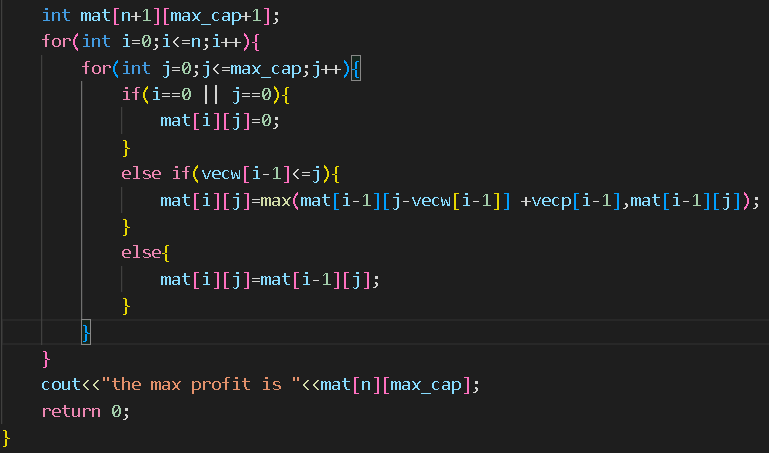 int mat[n+1][max_cap+1];
for(int i=0;i<=n;i++){
for(int j=0;j<=max_cap;j++){
if(i==0 || j==0){
mat[i][j]=0;
}
else if(vecw[i-1]<=j){
mat[i][j]=max(mat[i-1][j-vecw[i-1]] +vecp[i-1],mat[i-1][j]);
}
else{
mat[i][j]=mat[i-1][j];
}
}
}
cout<<"the max profit is "<<mat[n][max_cap];
return 0;
}